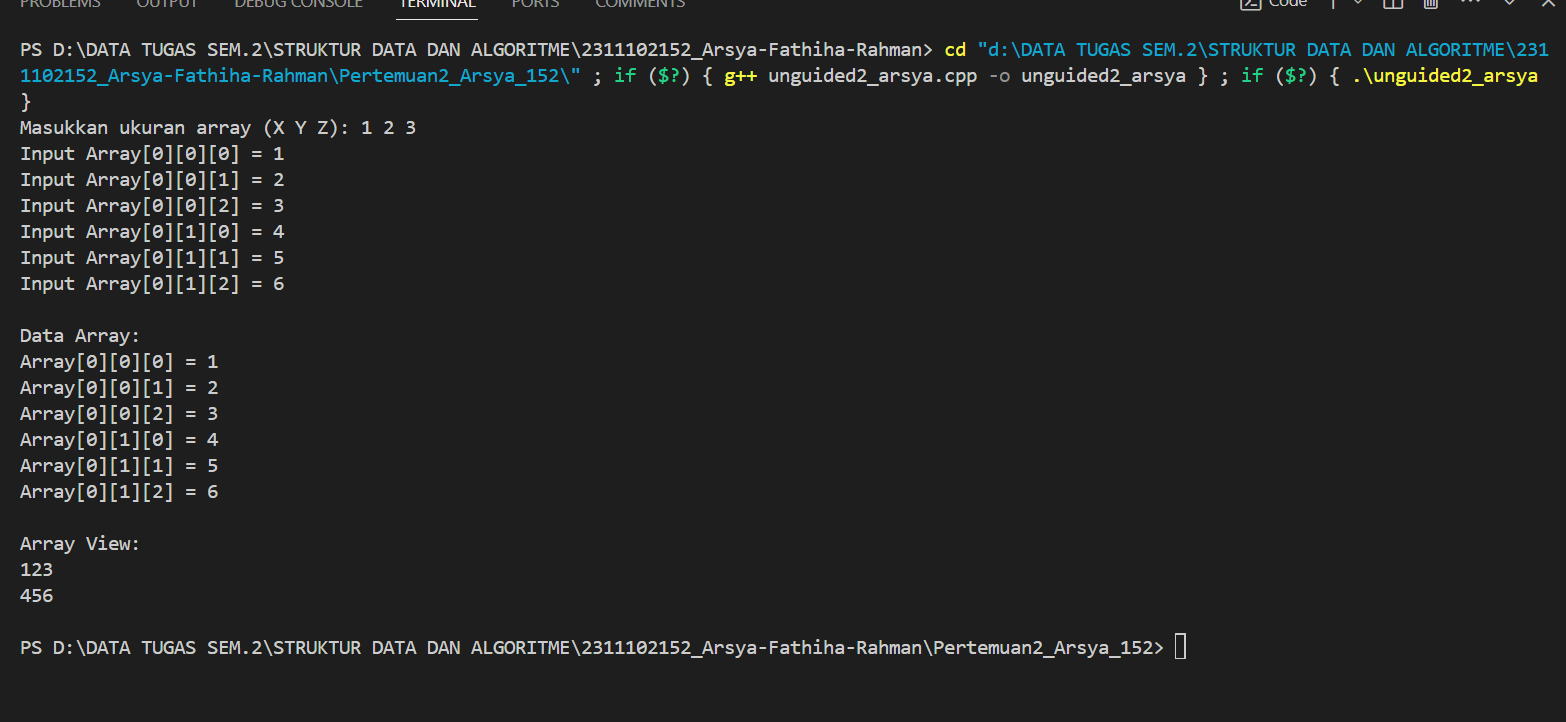 PROBLEMS OUTPUT DEBUG CONSOLE TERMINAL PORTS COMMENTS Code
PS D:\DATA TUGAS SEM.2\STRUKTUR DATA DAN ALGORITME\2311102152_Arsya-Fathiha-Rahman> cd "d:\DATA TUGAS SEM.2\STRUKTUR DATA DAN ALGORITME\231
1102152_Arsya-Fathiha-Rahman\Pertemuan2_Arsya_152\" ; if ($?) { g++ unguided2_arsya.cpp -o unguided2_arsya } ; if ($?) { .\unguided2_arsya
}
Masukkan ukuran array (X Y Z): 1 2 3
Input Array[0][0][0] = 1
Input Array[0][0][1] = 2
Input Array[0][0][2] = 3
Input Array[0][1][0] = 4
Input Array[0][1][1] = 5
Input Array[0][1][2] = 6
Data Array:
Array[0][0][0] = 1
Array[0][0][1] = 2
Array[0][0][2] = 3
Array[0][1][0] = 4
Array[0][1][1] = 5
Array[0][1][2] = 6
Array View:
123
456
PS D:\DATA TUGAS SEM.2\STRUKTUR DATA DAN ALGORITME\2311102152_Arsya-Fathiha-Rahman\Pertemuan2_Arsya_152>